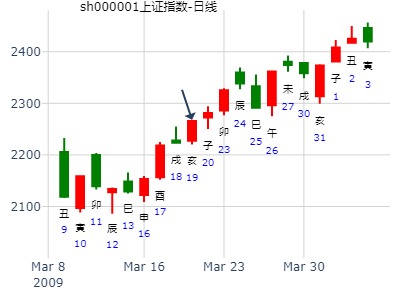 sh000001上证指数-日线
2400
2300
2200
2100
丑
9
寅
10
卯
11
辰
12
巳
13
申
16
酉
17
戌
18
亥
19
子
20
卯
23
辰
24
巳
25
午
26
未
27
戌
30
亥
31
子
1
丑
2
寅
3
Mar 8
2009
Mar 16
Mar 23
Mar 30